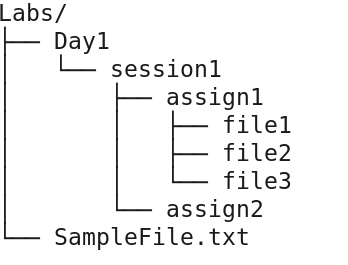 Labs/
├── Day1
│   └── session1
│       ├── assign1
│       │   ├── file1
│       │   ├── file2
│       │   └── file3
│       └── assign2
└── SampleFile.txt